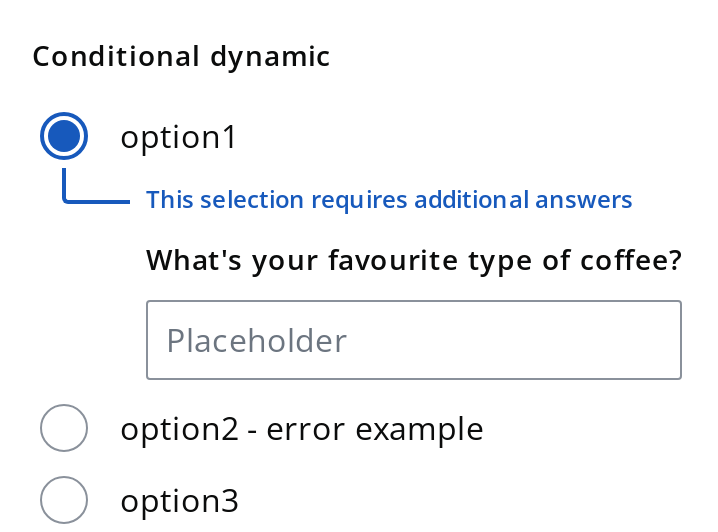 Conditional dynamic
option1
This selection requires additional answers
What's your favourite type of coffee?
Placeholder
option2 - error example
option3